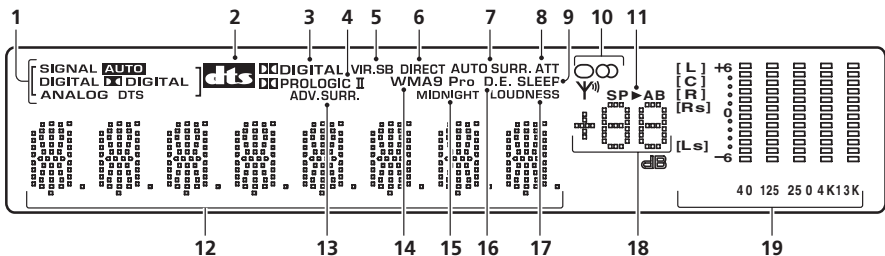 1 2 3 4 5 6 7 8 9 10 11
SIGNAL AUTO
DIGITAL DIGITAL
ANALOG DTS
dts
DIGITAL VIR.SB DIRECT AUTO SURR. ATT
PROLOGIC II WMA9 Pro D.E. SLEEP
ADV.SURR. MIDNIGHT LOUDNESS
SP►AB
dB
[L] +6
[C]
[R]
[Rs] 0
[Ls]
−6
40 125 250 4K 13K
12 13 14 15 16 17 18 19